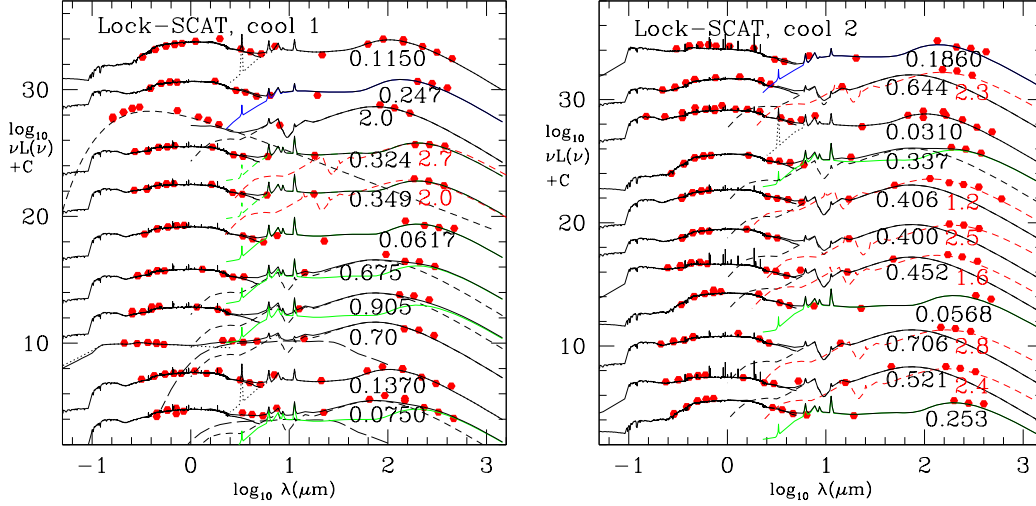 Lock-SCAT, cool 1
0.1150
30
0.247
2.0
log10
νL(ν)
+C
0.324 2.7
0.349 2.0
20
0.0617
0.675
0.905
0.70
10
0.1370
0.0750
−1 0 1 2 3
log10 λ(μm)
Lock-SCAT, cool 2
0.1860
0.644 2.3
30
0.0310
log10
νL(ν)
+C
0.337
0.406 1.2
20
0.400 2.5
0.452 1.6
0.0568
0.706 2.8
10
0.521 2.4
0.253
−1 0 1 2 3
log10 λ(μm)